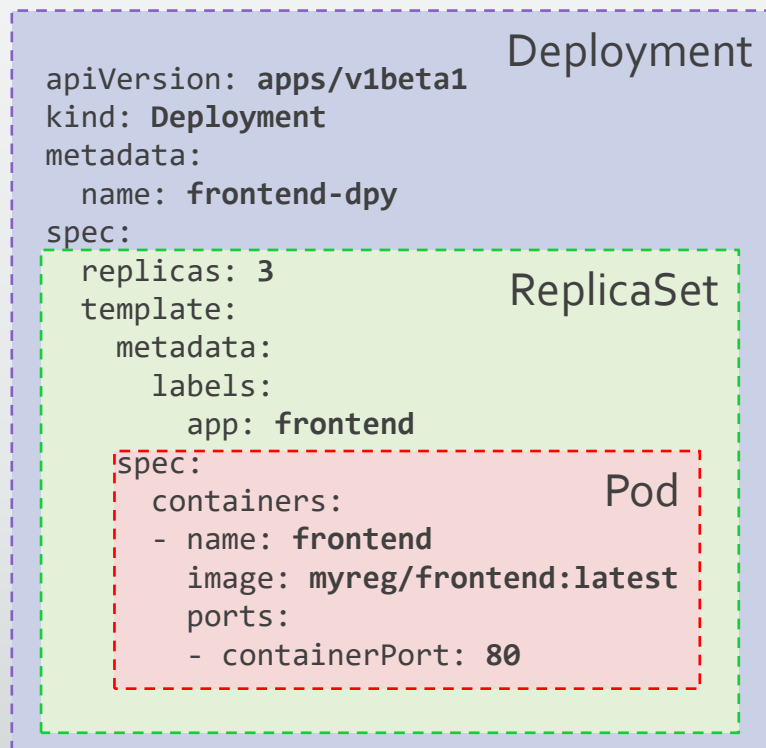 Deployment
apiVersion: apps/v1beta1
kind: Deployment
metadata:
  name: frontend-dpy
spec:
  replicas: 3
ReplicaSet
  template:
    metadata:
      labels:
        app: frontend
    spec:
Pod
      containers:
      - name: frontend
        image: myreg/frontend:latest
        ports:
        - containerPort: 80